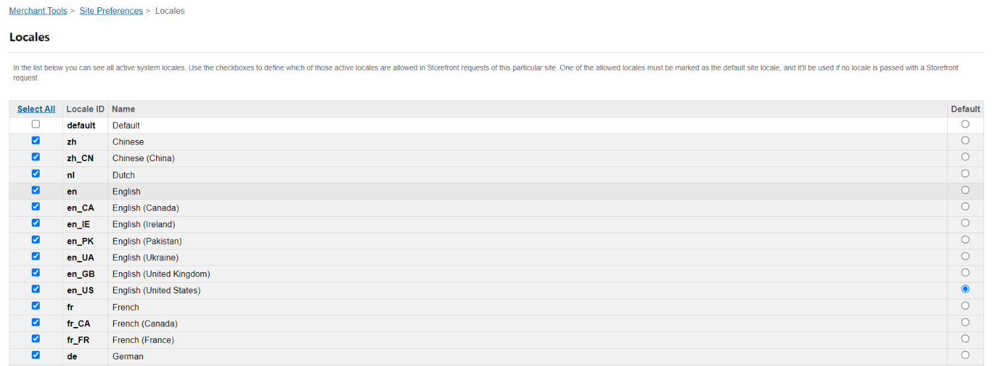 Merchant Tools > Site Preferences > Locales
Locales
In the list below you can see all active system locales. Use the checkboxes to define which of those active locales are allowed in Storefront requests of this particular site. One of the allowed locales must be marked as the default site locale, and it'll be used if no locale is passed with a Storefront
request.
Select All Locale ID Name Default
default Default
zh Chinese
zh_CN Chinese (China)
nl Dutch
en English
en_CA English (Canada)
en_IE English (Ireland)
en_PK English (Pakistan)
en_UA English (Ukraine)
en_GB English (United Kingdom)
en_US English (United States)
fr French
fr_CA French (Canada)
fr_FR French (France)
de German